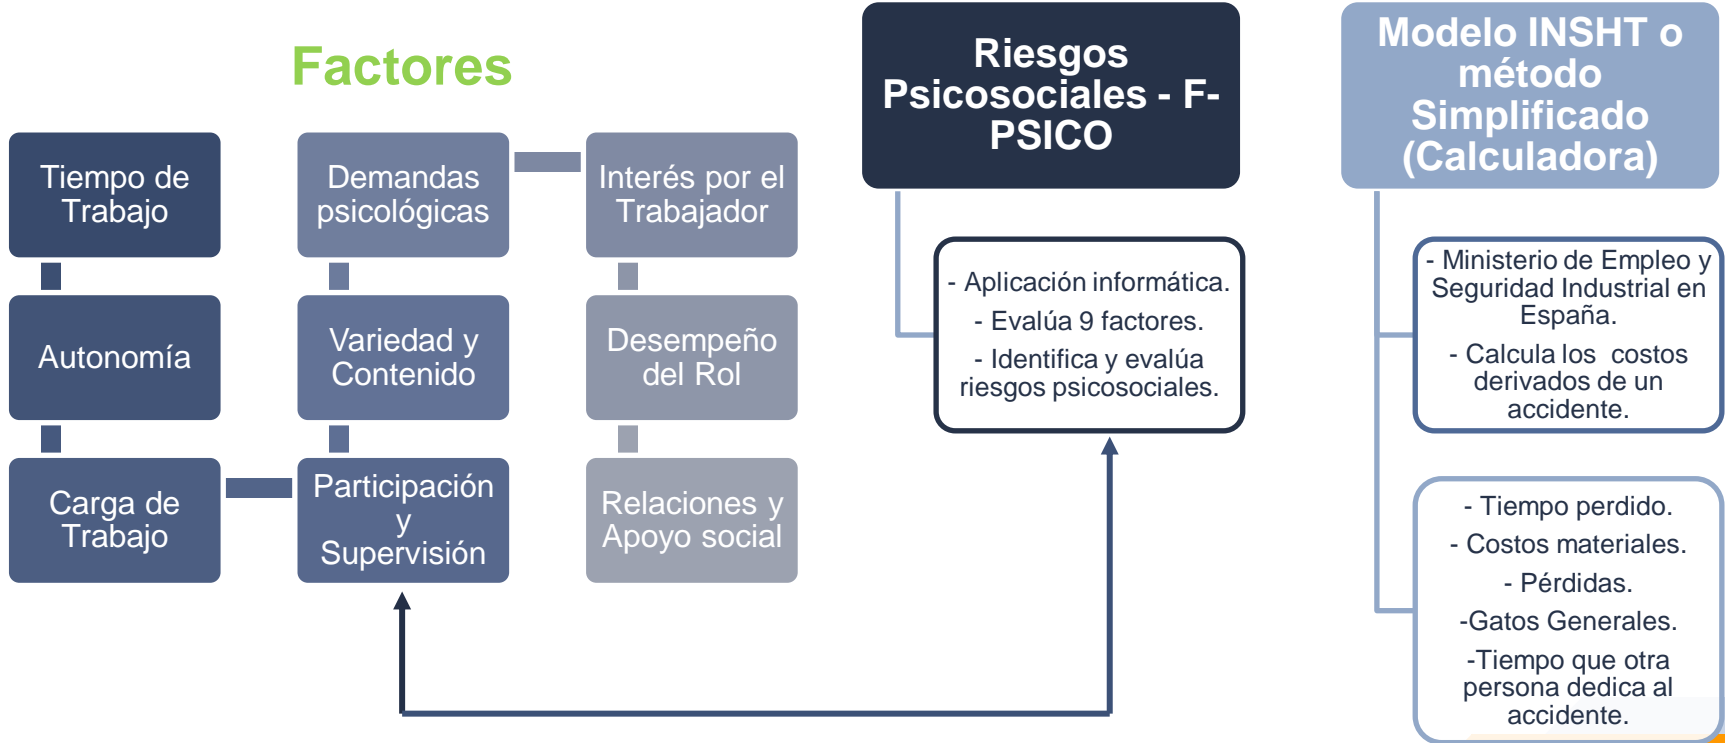 Factores
Tiempo de
Trabajo
Autonomía
Carga de
Trabajo
Participación
y
Supervisión
Variedad y
Contenido
Demandas
psicológicas
Interés por el
Trabajador
Desempeño
del Rol
Relaciones y
Apoyo social
Riesgos
Psicosociales - F-
PSICO
- Aplicación informática.
- Evalúa 9 factores.
- Identifica y evalúa
riesgos psicosociales.
Modelo INSHT o
método
Simplificado
(Calculadora)
- Ministerio de Empleo y
Seguridad Industrial en
España.
- Calcula los costos
derivados de un
accidente.
- Tiempo perdido.
- Costos materiales.
- Pérdidas.
-Gatos Generales.
-Tiempo que otra
persona dedica al
accidente.